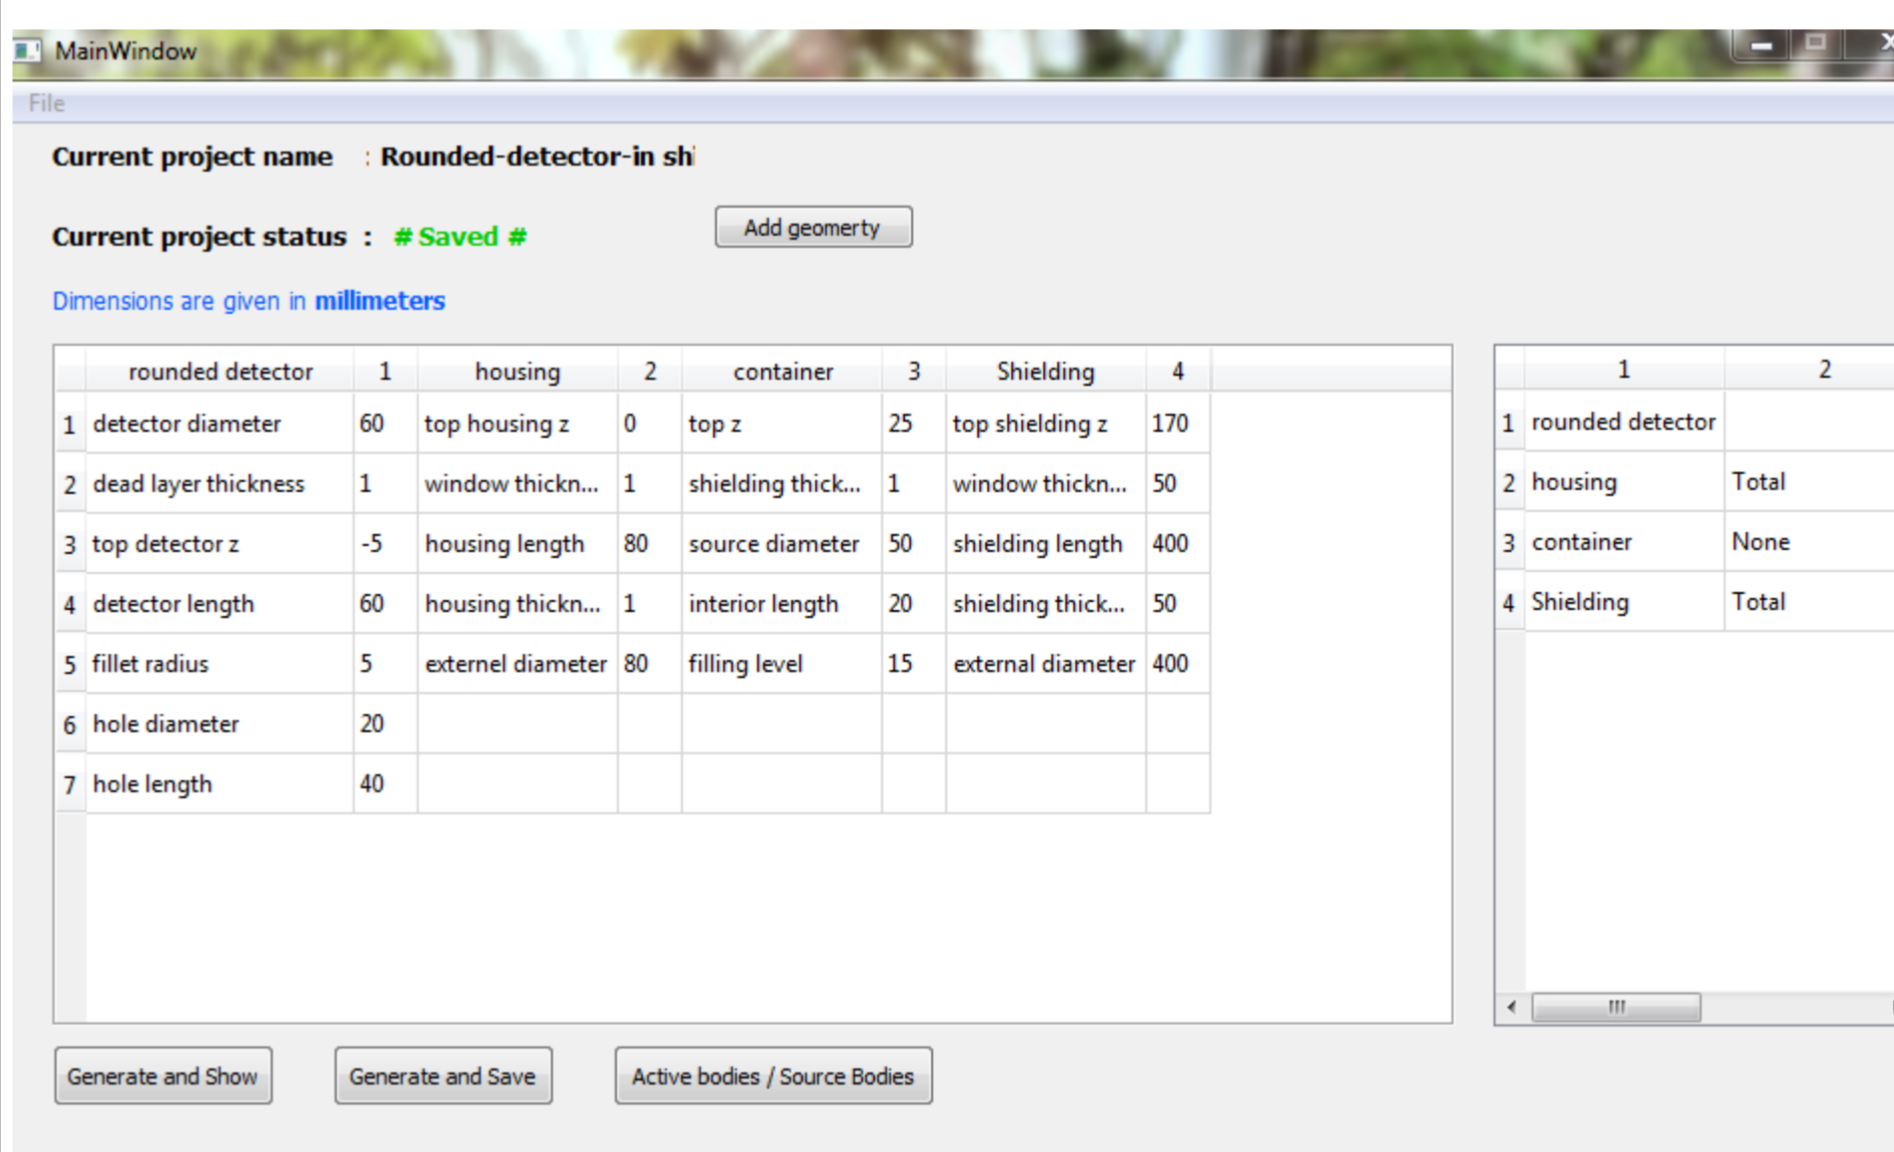 MainWindow
File
Current project name : Rounded-detector-in shi
Current project status : # Saved #
Add geomerty
Dimensions are given in millimeters
rounded detector 1 housing 2 container 3 Shielding 4
1 detector diameter 60 top housing z 0 top z 25 top shielding z 170
2 dead layer thickness 1 window thickn... 1 shielding thick... 1 window thickn... 50
3 top detector z -5 housing length 80 source diameter 50 shielding length 400
4 detector length 60 housing thickn... 1 interior length 20 shielding thick... 50
5 fillet radius 5 externel diameter 80 filling level 15 external diameter 400
6 hole diameter 20
7 hole length 40
1 2
1 rounded detector
2 housing Total
3 container None
4 Shielding Total
Generate and Show Generate and Save Active bodies / Source Bodies